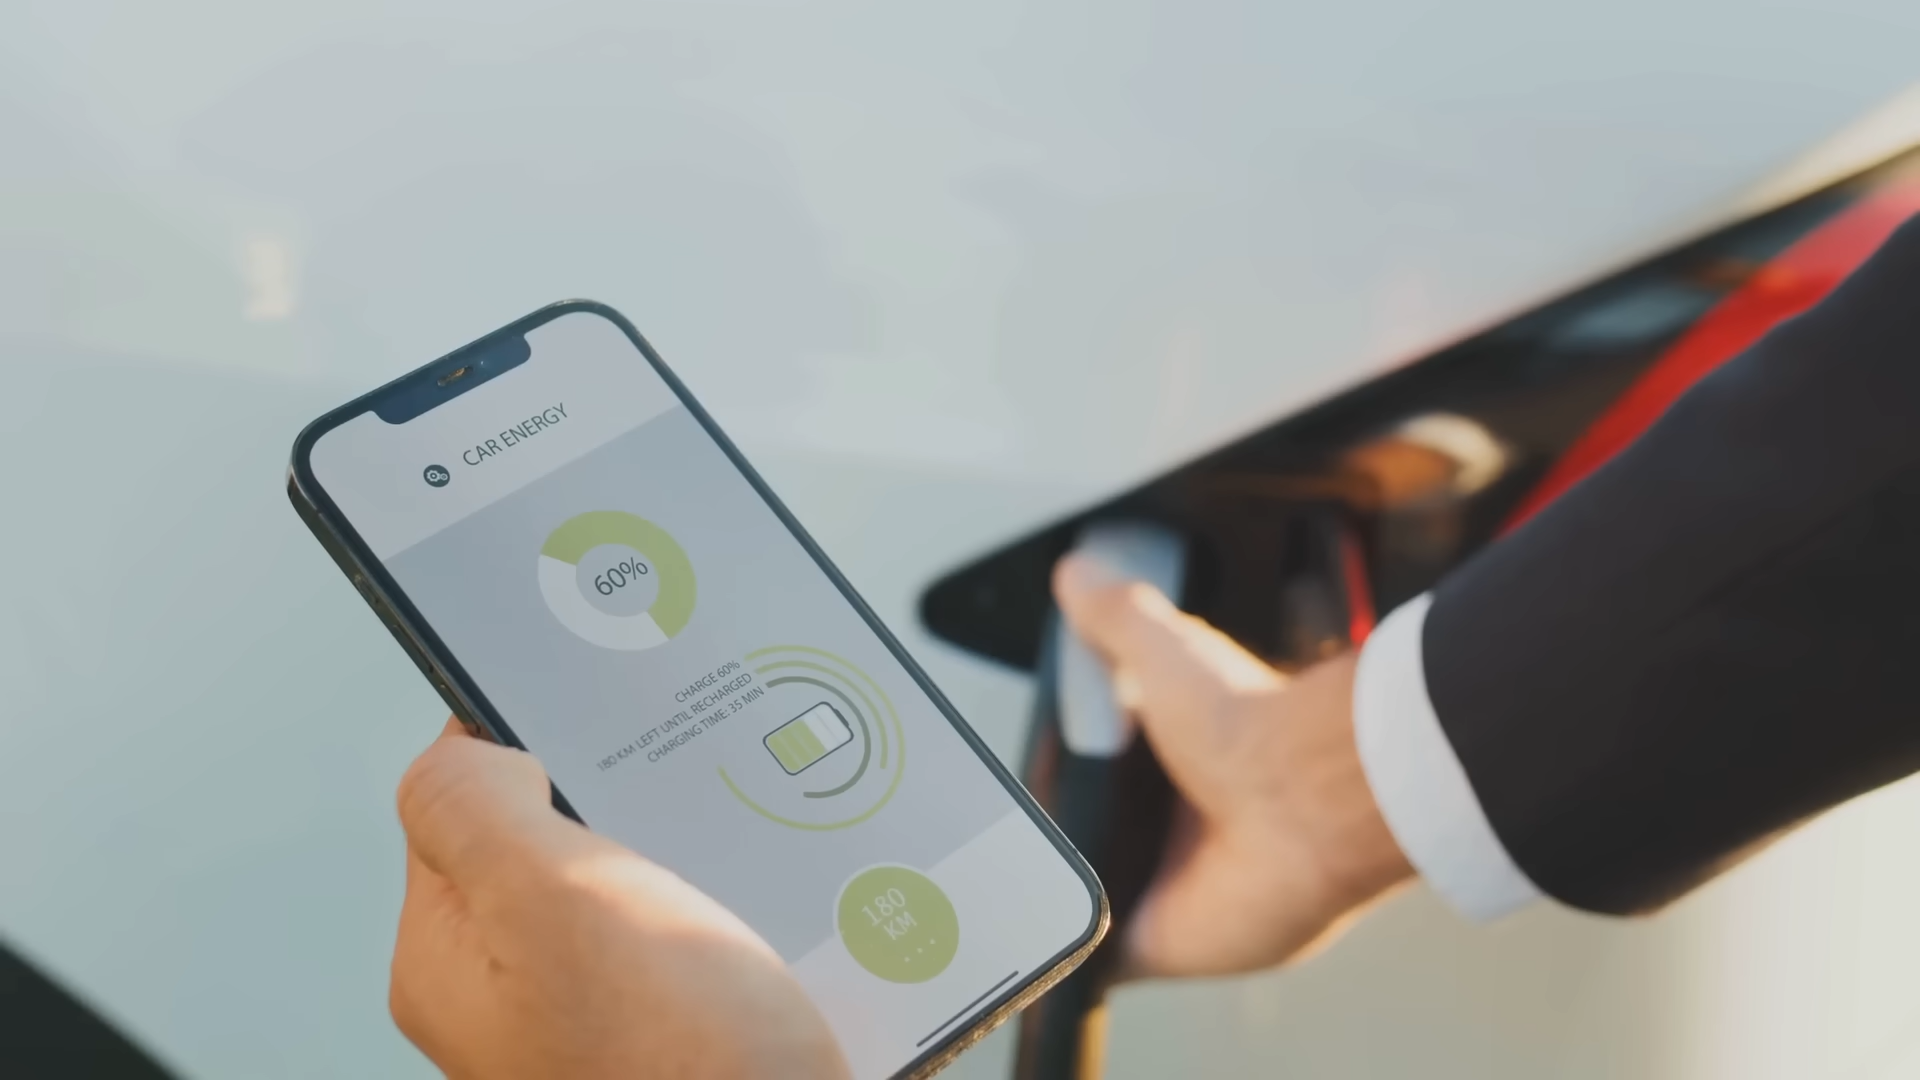 CAR ENERGY
60%
CHARGE 60%
180 KM LEFT UNTIL RECHARGED
CHARGING TIME: 35 MIN
180
KM